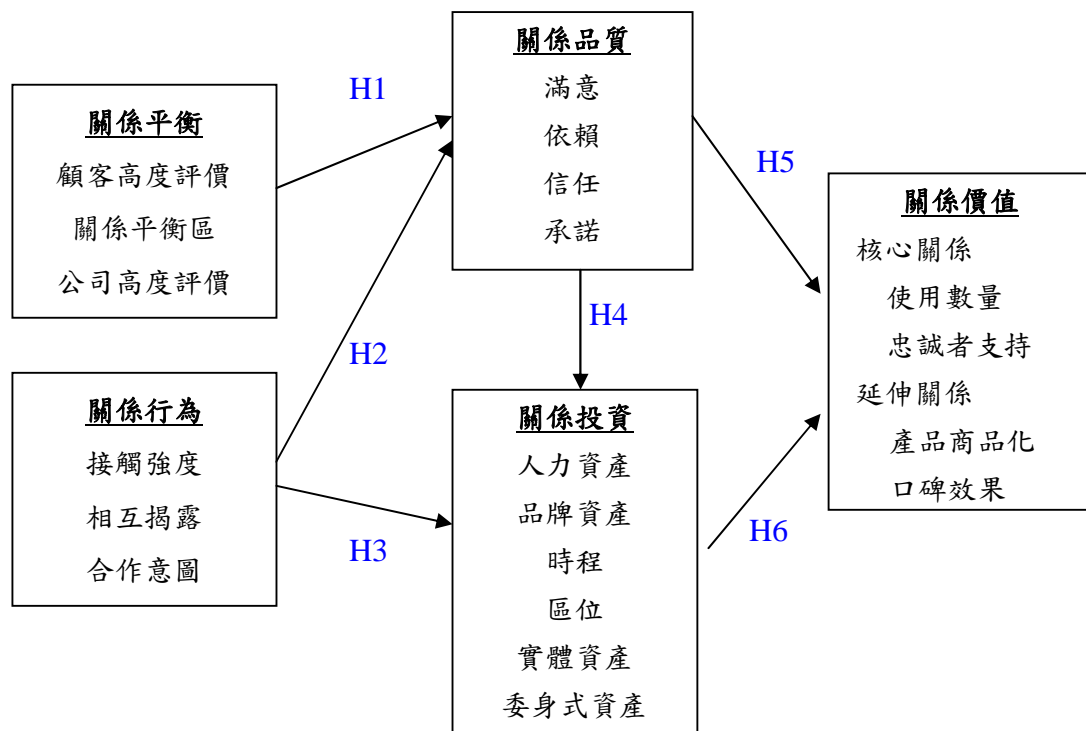 關係平衡
顧客高度評價
關係平衡區
公司高度評價
關係行為
接觸強度
相互揭露
合作意圖
H1
H2
H3
關係品質
滿意
依賴
信任
承諾
H4
關係投資
人力資產
品牌資產
時程
區位
實體資產
委身式資產
H5
H6
關係價值
核心關係
使用數量
忠誠者支持
延伸關係
產品商品化
口碑效果